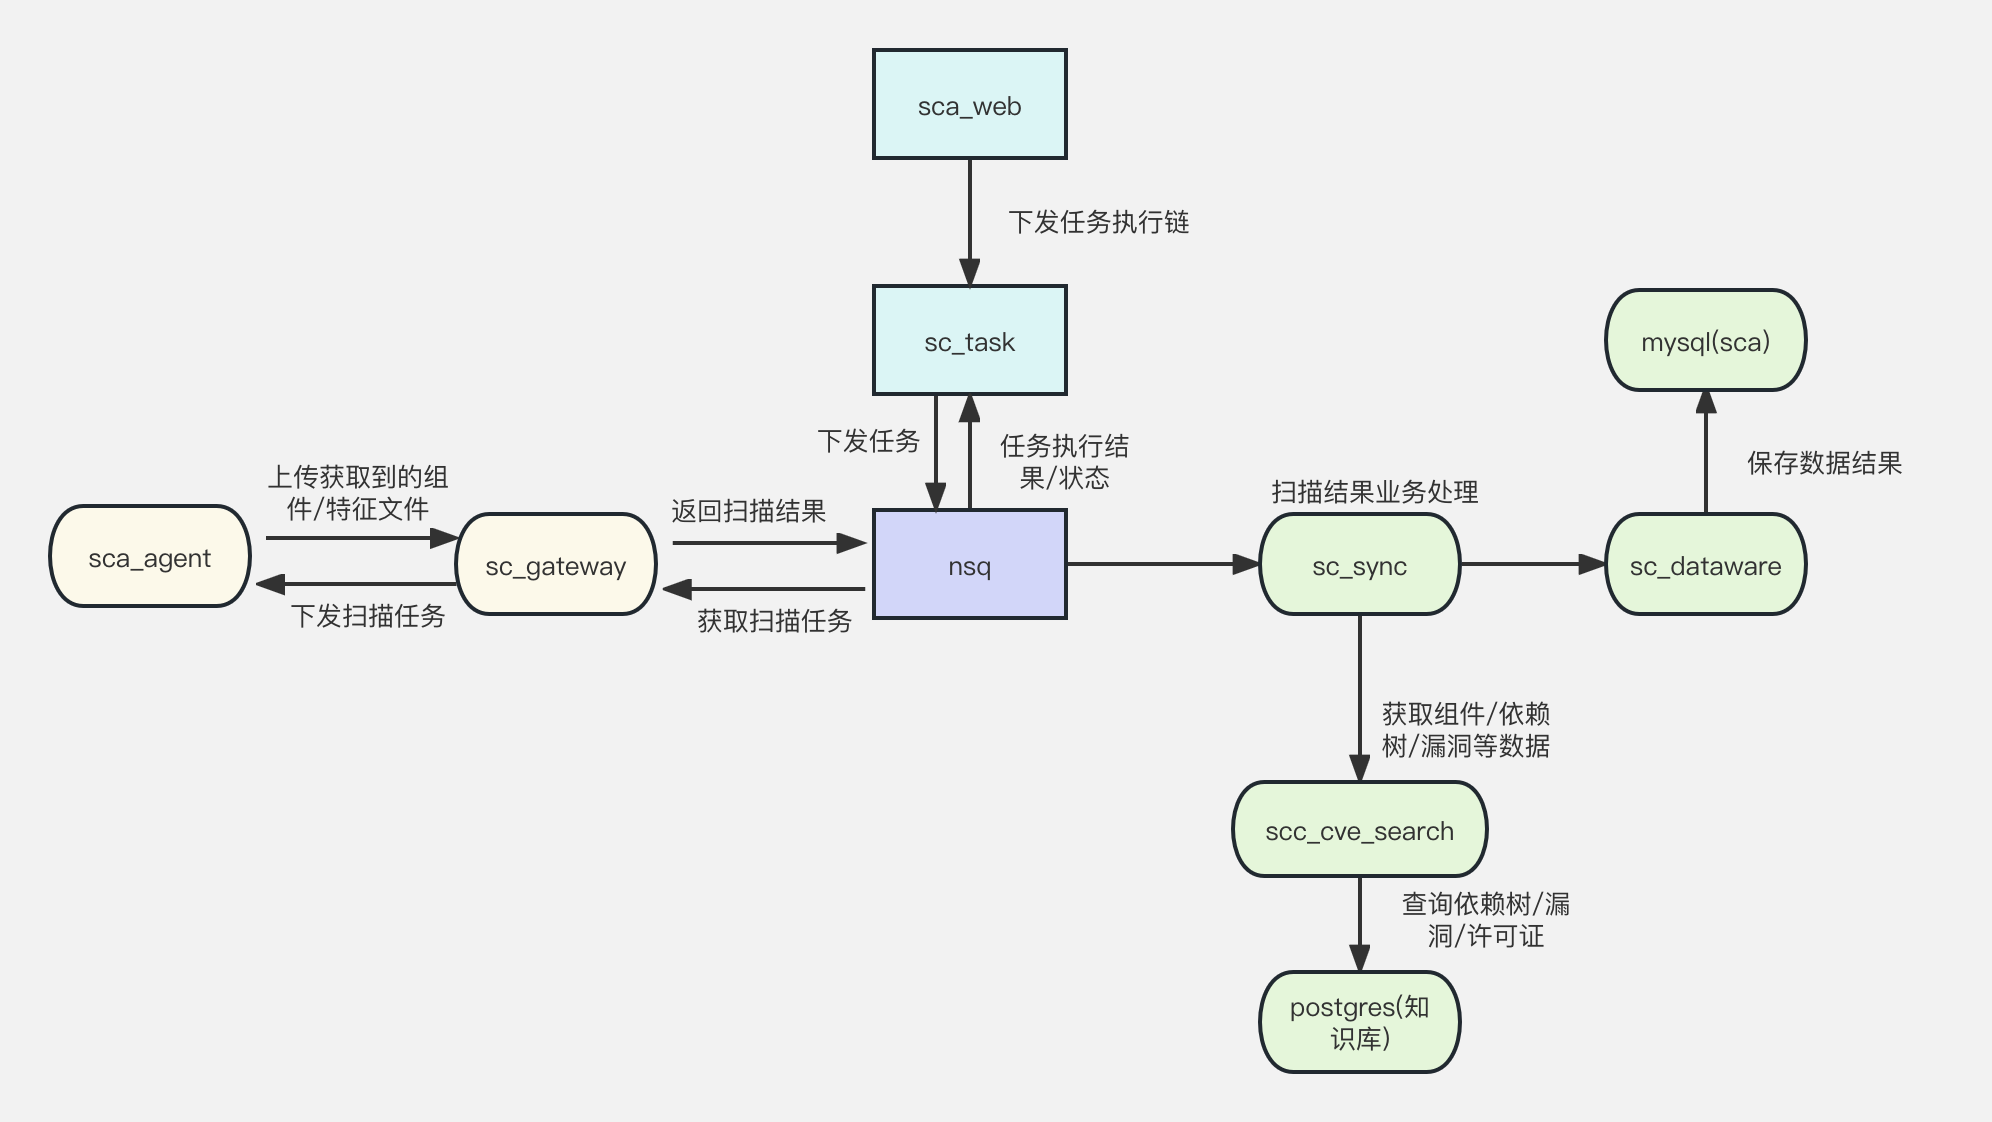 sca_web
下发任务执行链
sc_task
mysql(sca)
下发任务
任务执行结
果/状态
保存数据结果
上传获取到的组
件/特征文件
返回扫描结果
扫描结果业务处理
sca_agent
sc_gateway
nsq
sc_sync
sc_dataware
下发扫描任务
获取扫描任务
获取组件/依赖
树/漏洞等数据
scc_cve_search
查询依赖树/漏
洞/许可证
postgres(知
识库)